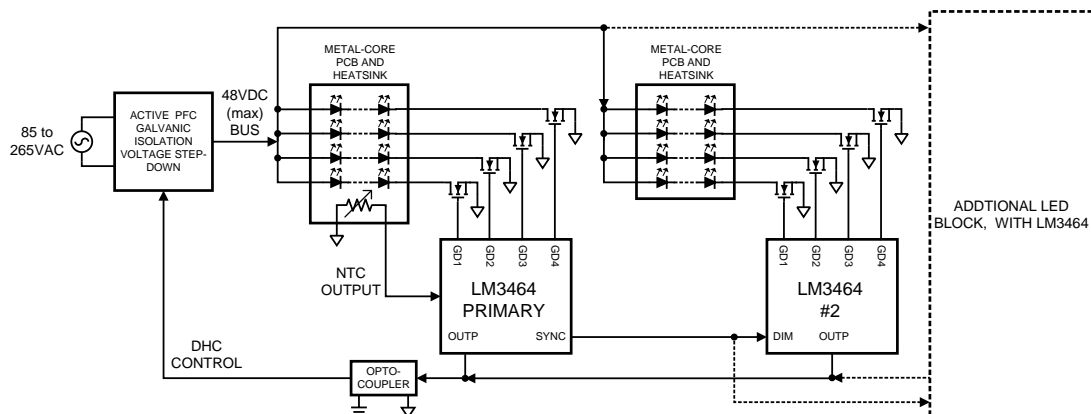 METAL-CORE
PCB AND
HEATSINK
METAL-CORE
PCB AND
HEATSINK
48VDC
(max)
BUS
85 to
265VAC
ACTIVE PFC
GALVANIC
ISOLATION
VOLTAGE STEP-
DOWN
GD1
GD2
GD3
GD4
LM3464
PRIMARY
OUTP
SYNC
GD1
GD2
GD3
GD4
LM3464
#2
DIM
OUTP
ADDTIONAL LED
BLOCK, WITH LM3464
NTC
OUTPUT
DHC
CONTROL
OPTO-
COUPLER